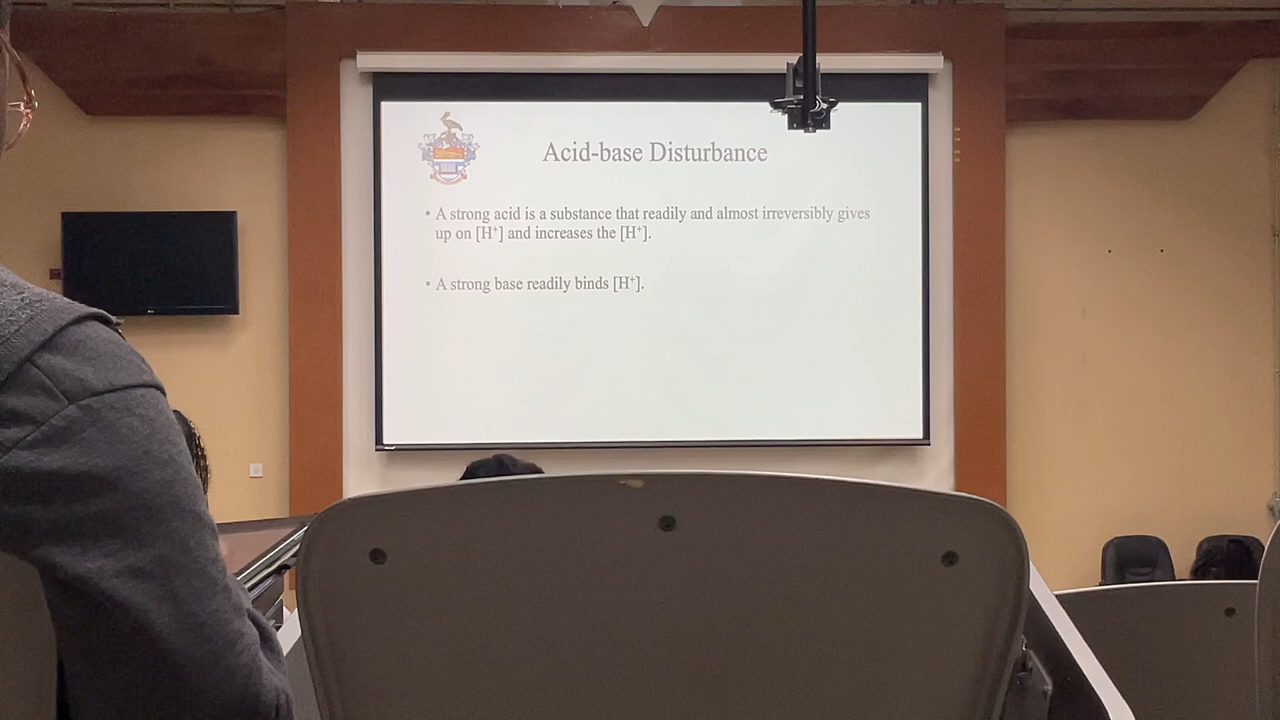 Acid-base Disturbance
• A strong acid is a substance that readily and almost irreversibly gives
up on [H⁺] and increases the [H⁺].
• A strong base readily binds [H⁺].